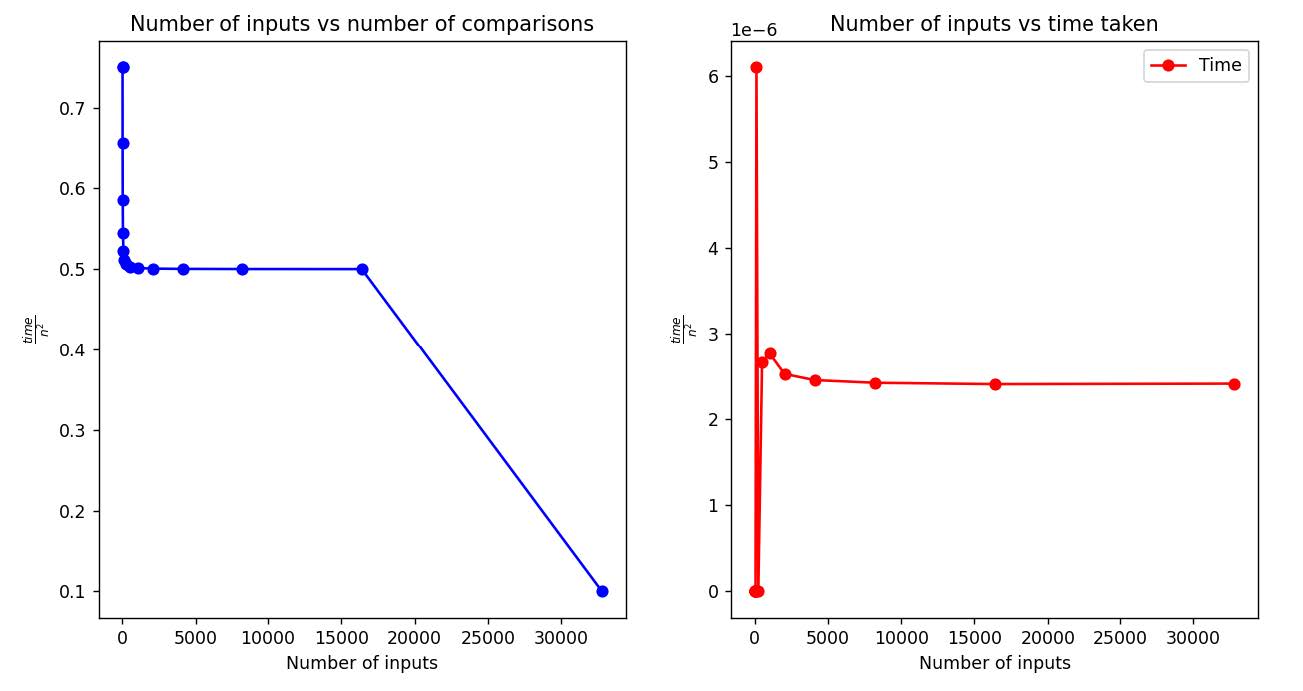 Number of inputs vs number of comparisons
0.7
0.6
0.5
0.4
0.3
0.2
0.1
time
n²
0 5000 10000 15000 20000 25000 30000
Number of inputs
Number of inputs vs time taken
1e−6
Time
6
5
4
3
2
1
0
time
n²
0 5000 10000 15000 20000 25000 30000
Number of inputs